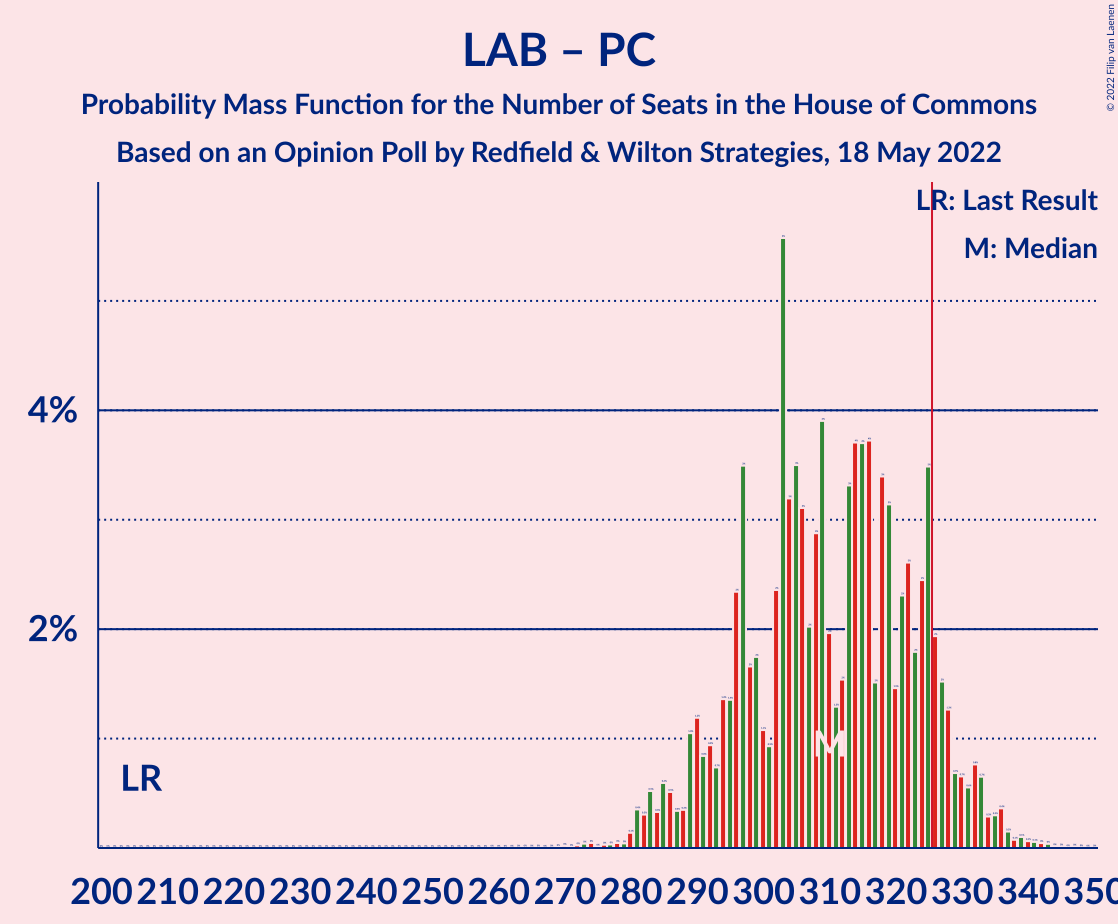 LAB – PC
Probability Mass Function for the Number of Seats in the House of Commons
Based on an Opinion Poll by Redfield & Wilton Strategies, 18 May 2022
© 2022 Filip van Laenen
LR: Last Result
M: Median
4%
2%
M
LR
200 210 220 230 240 250 260 270 280 290 300 310 320 330 340 350